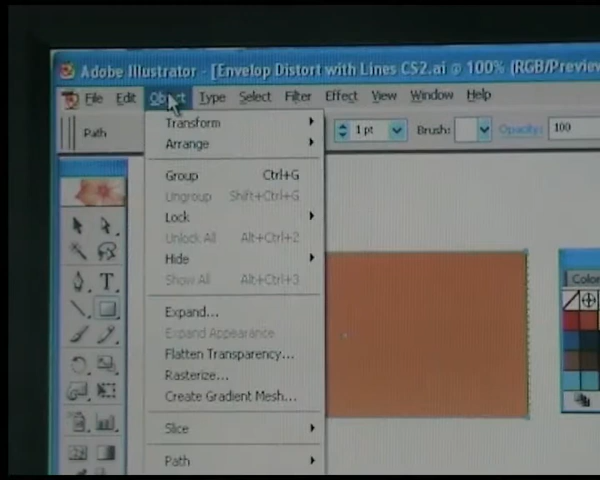 Adobe Illustrator - [Envelop Distort with Lines CS2.ai @ 100% (RGB/Preview
File Edit Object Type Select Filter Effect View Window Help
Path 1 pt Brush: Opacity: 100
Transform
Arrange
Group Ctrl+G
Ungroup Shift+Ctrl+G
Lock
Unlock All Alt+Ctrl+2
Hide
Show All Alt+Ctrl+3
Expand...
Expand Appearance
Flatten Transparency...
Rasterize...
Create Gradient Mesh...
Slice
Path
Color